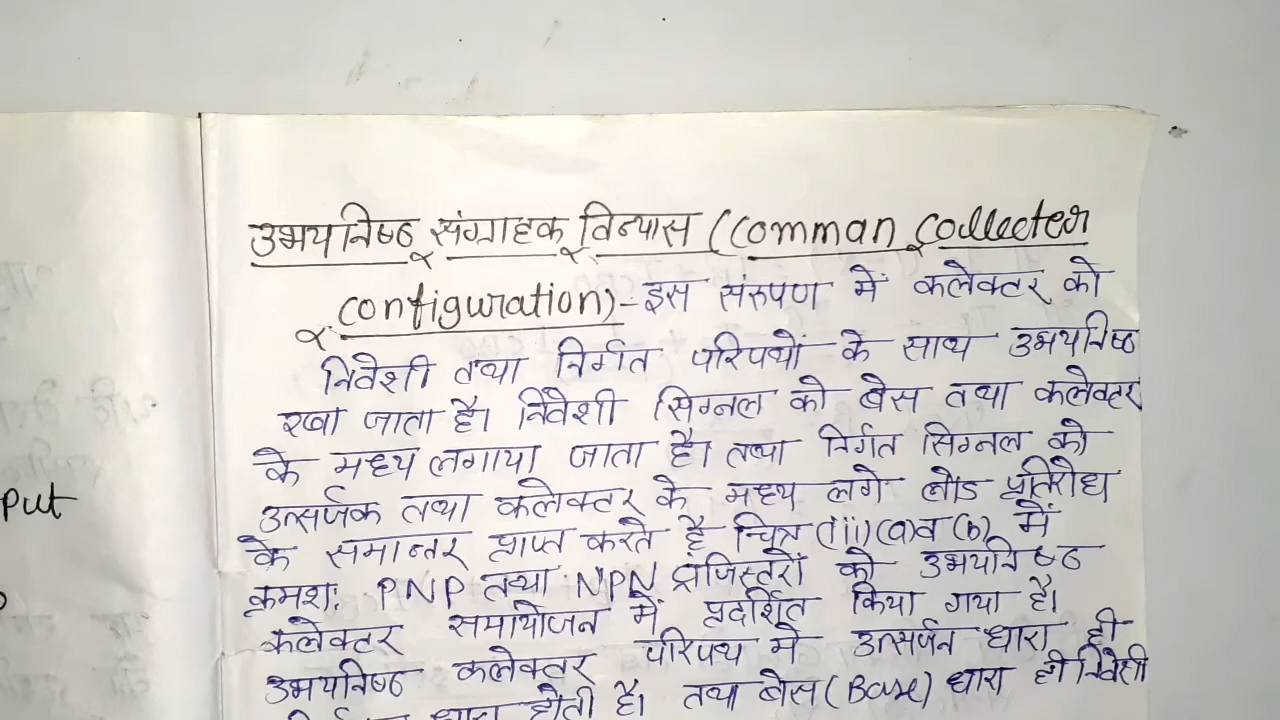 उभयनिष्ठ संग्राहक विन्यास (Comman Collecter
Configuration)- इस संरुपण में कलेक्टर को
निवेशी तथा निर्गत परिपथों के साथ उभयनिष्ठ
रखा जाता है। निवेशी सिग्नल को बेस तथा कलेक्टर
के मध्य लगाया जाता है। तथा निर्गत सिग्नल को
उत्सर्जक तथा कलेक्टर के मध्य लगे लोड प्रतिरोध
के समान्तर प्राप्त करते है चित्र (iii)(a)व (b) में
क्रमशः PNP तथा NPN ट्रांजिस्टरों को उभयनिष्ठ
कलेक्टर समायोजन में प्रदर्शित किया गया है।
उभयनिष्ठ कलेक्टर परिपथ मे उत्सर्जन धारा ही
धारा होती है। तथा बेस (Base) धारा ही निवेशी
Put